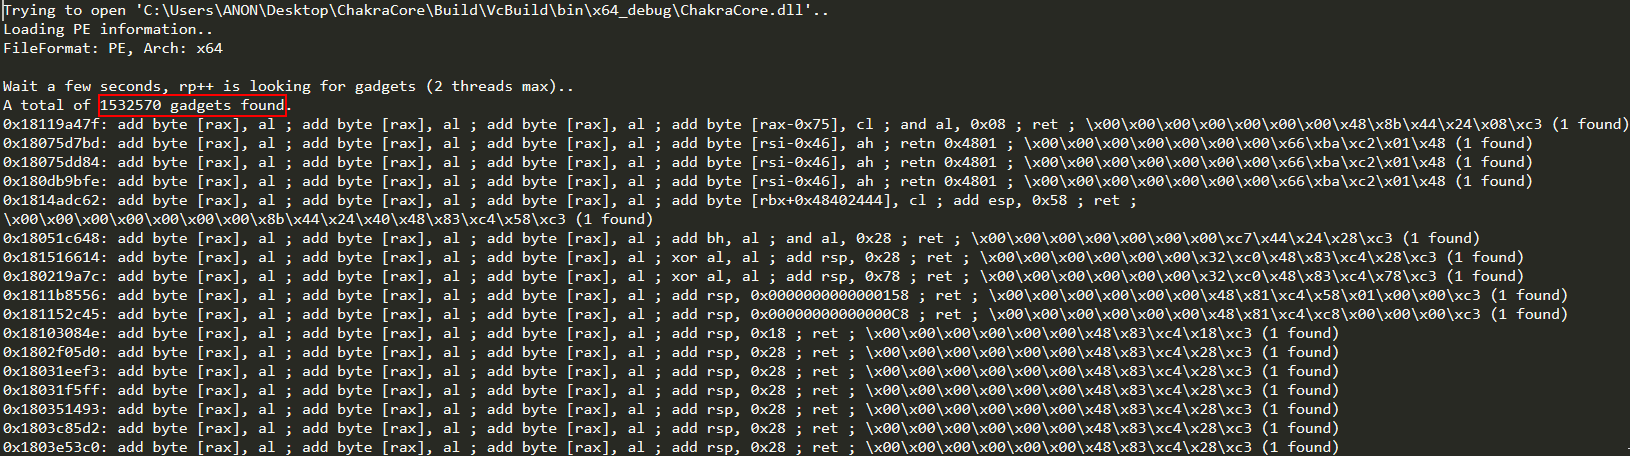 Trying to open 'C:\Users\ANON\Desktop\ChakraCore\Build\VcBuild\bin\x64_debug\ChakraCore.dll'..
Loading PE information..
FileFormat: PE, Arch: x64
Wait a few seconds, rp++ is looking for gadgets (2 threads max)..
A total of 1532570 gadgets found.
0x18119a47f: add byte [rax], al ; add byte [rax], al ; add byte [rax], al ; add byte [rax-0x75], cl ; and al, 0x08 ; ret ; \x00\x00\x00\x00\x00\x00\x00\x48\x8b\x44\x24\x08\xc3 (1 found)
0x18075d7bd: add byte [rax], al ; add byte [rax], al ; add byte [rax], al ; add byte [rsi-0x46], ah ; retn 0x4801 ; \x00\x00\x00\x00\x00\x00\x00\x66\xba\xc2\x01\x48 (1 found)
0x18075dd84: add byte [rax], al ; add byte [rax], al ; add byte [rax], al ; add byte [rsi-0x46], ah ; retn 0x4801 ; \x00\x00\x00\x00\x00\x00\x00\x66\xba\xc2\x01\x48 (1 found)
0x180db9bfe: add byte [rax], al ; add byte [rax], al ; add byte [rax], al ; add byte [rsi-0x46], ah ; retn 0x4801 ; \x00\x00\x00\x00\x00\x00\x00\x66\xba\xc2\x01\x48 (1 found)
0x1814adc62: add byte [rax], al ; add byte [rax], al ; add byte [rax], al ; add byte [rbx+0x48402444], cl ; add esp, 0x58 ; ret ;
\x00\x00\x00\x00\x00\x00\x00\x8b\x44\x24\x40\x48\x83\xc4\x58\xc3 (1 found)
0x18051c648: add byte [rax], al ; add byte [rax], al ; add byte [rax], al ; add bh, al ; and al, 0x28 ; ret ; \x00\x00\x00\x00\x00\x00\x00\xc7\x44\x24\x28\xc3 (1 found)
0x181516614: add byte [rax], al ; add byte [rax], al ; add byte [rax], al ; xor al, al ; add rsp, 0x28 ; ret ; \x00\x00\x00\x00\x00\x00\x32\xc0\x48\x83\xc4\x28\xc3 (1 found)
0x180219a7c: add byte [rax], al ; add byte [rax], al ; add byte [rax], al ; xor al, al ; add rsp, 0x78 ; ret ; \x00\x00\x00\x00\x00\x00\x32\xc0\x48\x83\xc4\x78\xc3 (1 found)
0x1811b8556: add byte [rax], al ; add byte [rax], al ; add byte [rax], al ; add rsp, 0x0000000000000158 ; ret ; \x00\x00\x00\x00\x00\x00\x48\x81\xc4\x58\x01\x00\x00\xc3 (1 found)
0x181152c45: add byte [rax], al ; add byte [rax], al ; add byte [rax], al ; add rsp, 0x00000000000000C8 ; ret ; \x00\x00\x00\x00\x00\x00\x48\x81\xc4\xc8\x00\x00\x00\xc3 (1 found)
0x18103084e: add byte [rax], al ; add byte [rax], al ; add byte [rax], al ; add rsp, 0x18 ; ret ; \x00\x00\x00\x00\x00\x00\x48\x83\xc4\x18\xc3 (1 found)
0x1802f05d0: add byte [rax], al ; add byte [rax], al ; add byte [rax], al ; add rsp, 0x28 ; ret ; \x00\x00\x00\x00\x00\x00\x48\x83\xc4\x28\xc3 (1 found)
0x18031eef3: add byte [rax], al ; add byte [rax], al ; add byte [rax], al ; add rsp, 0x28 ; ret ; \x00\x00\x00\x00\x00\x00\x48\x83\xc4\x28\xc3 (1 found)
0x18031f5ff: add byte [rax], al ; add byte [rax], al ; add byte [rax], al ; add rsp, 0x28 ; ret ; \x00\x00\x00\x00\x00\x00\x48\x83\xc4\x28\xc3 (1 found)
0x180351493: add byte [rax], al ; add byte [rax], al ; add byte [rax], al ; add rsp, 0x28 ; ret ; \x00\x00\x00\x00\x00\x00\x48\x83\xc4\x28\xc3 (1 found)
0x1803c85d2: add byte [rax], al ; add byte [rax], al ; add byte [rax], al ; add rsp, 0x28 ; ret ; \x00\x00\x00\x00\x00\x00\x48\x83\xc4\x28\xc3 (1 found)
0x1803e53c0: add byte [rax], al ; add byte [rax], al ; add byte [rax], al ; add rsp, 0x28 ; ret ; \x00\x00\x00\x00\x00\x00\x48\x83\xc4\x28\xc3 (1 found)